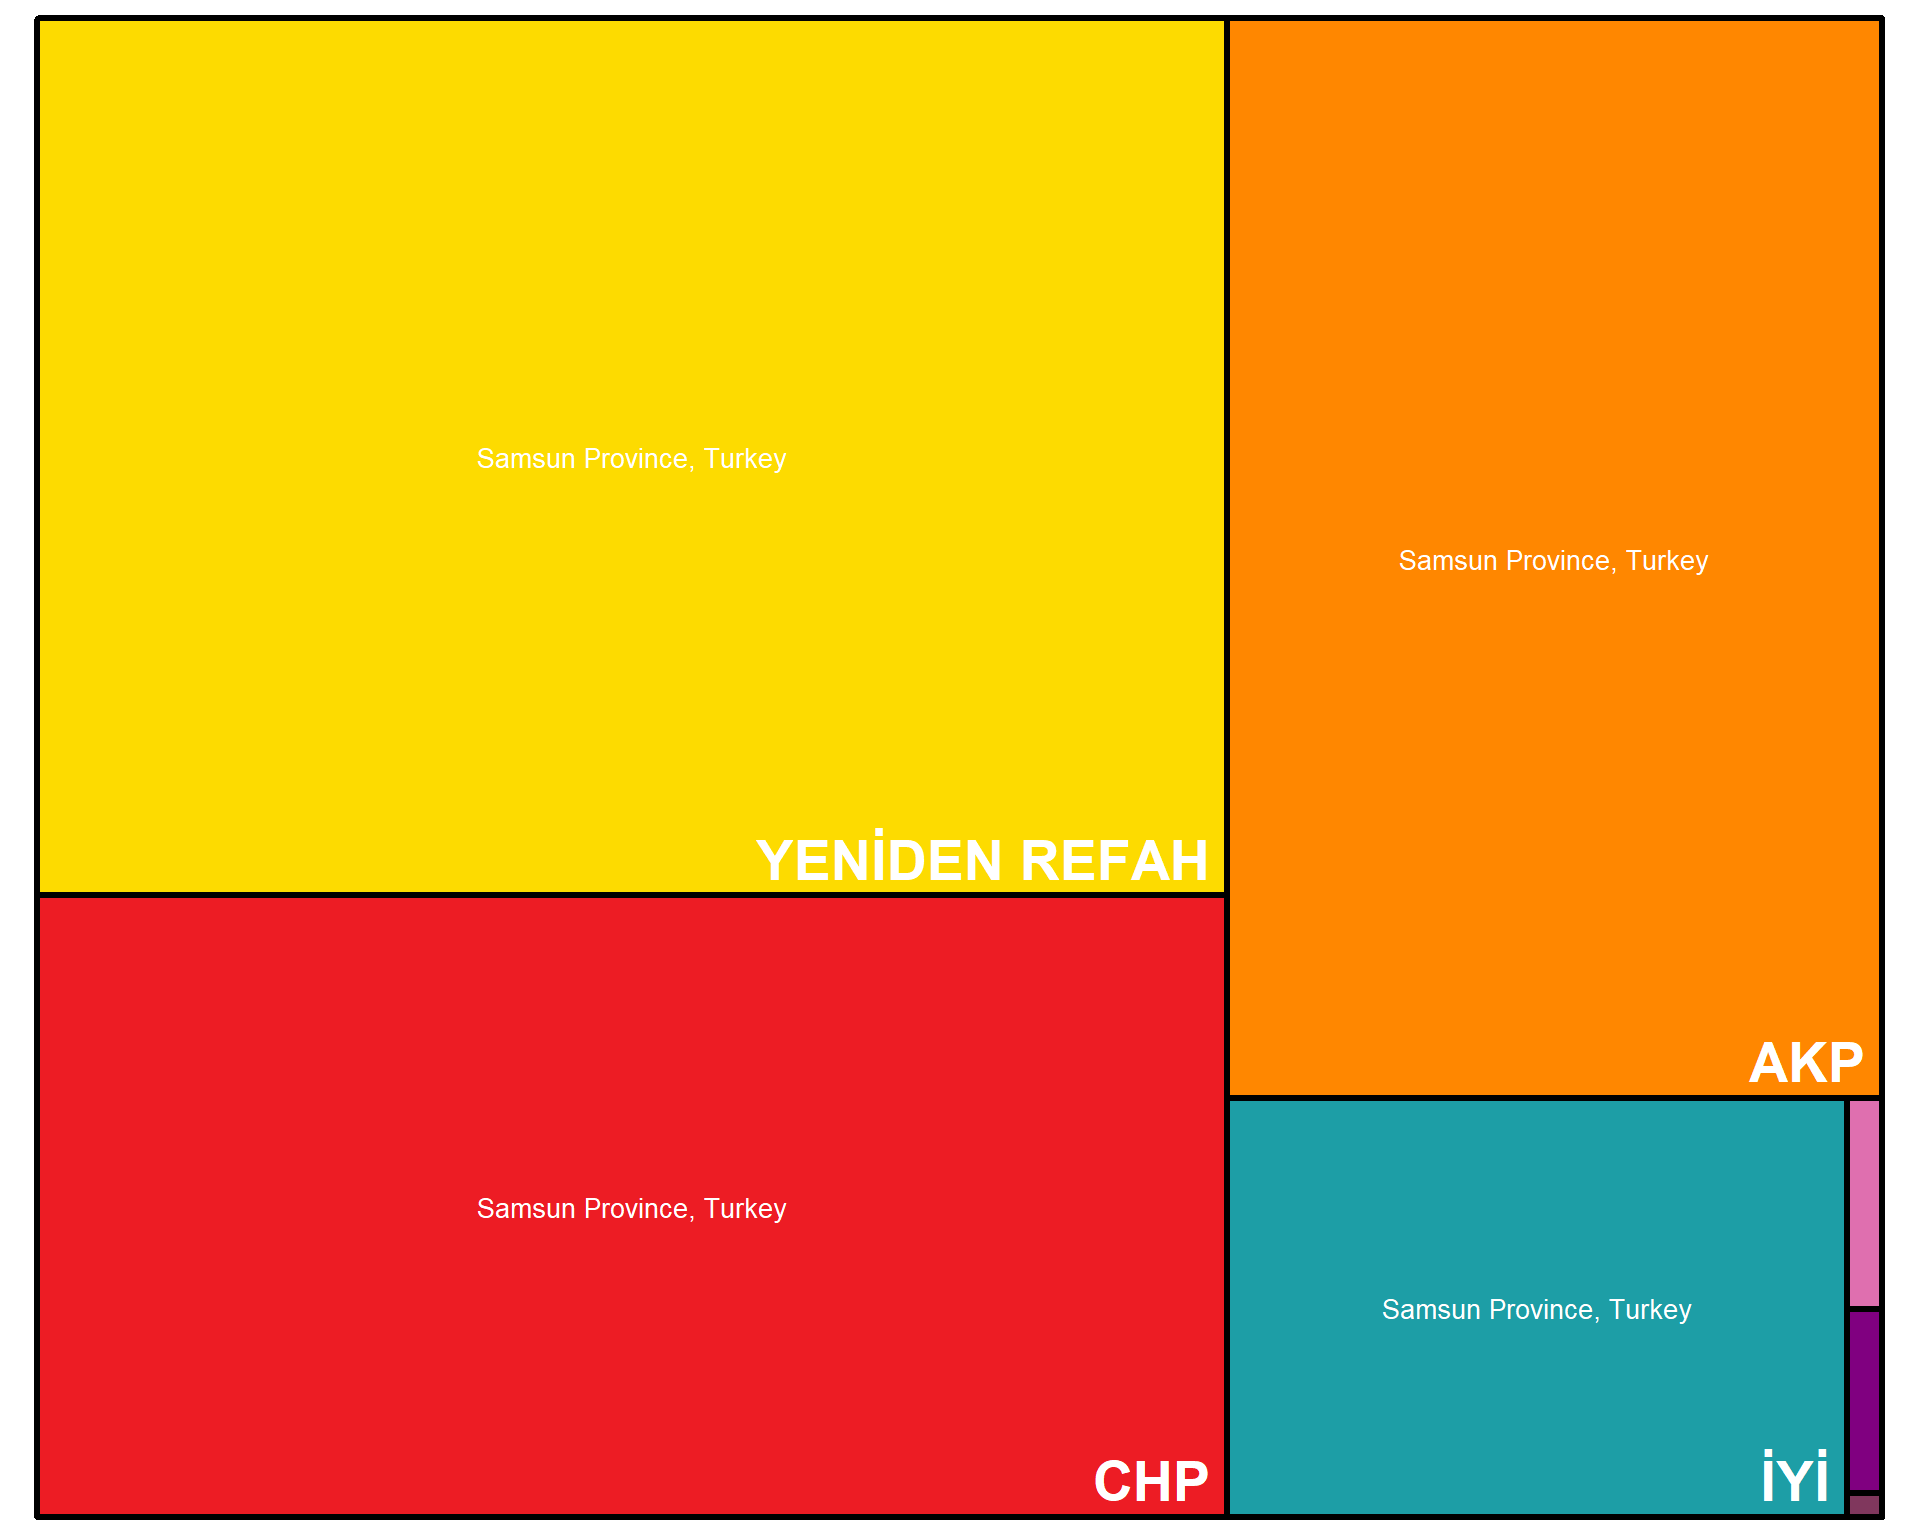 Samsun Province, Turkey
YENİDEN REFAH
Samsun Province, Turkey
AKP
Samsun Province, Turkey
CHP
Samsun Province, Turkey
İYİ